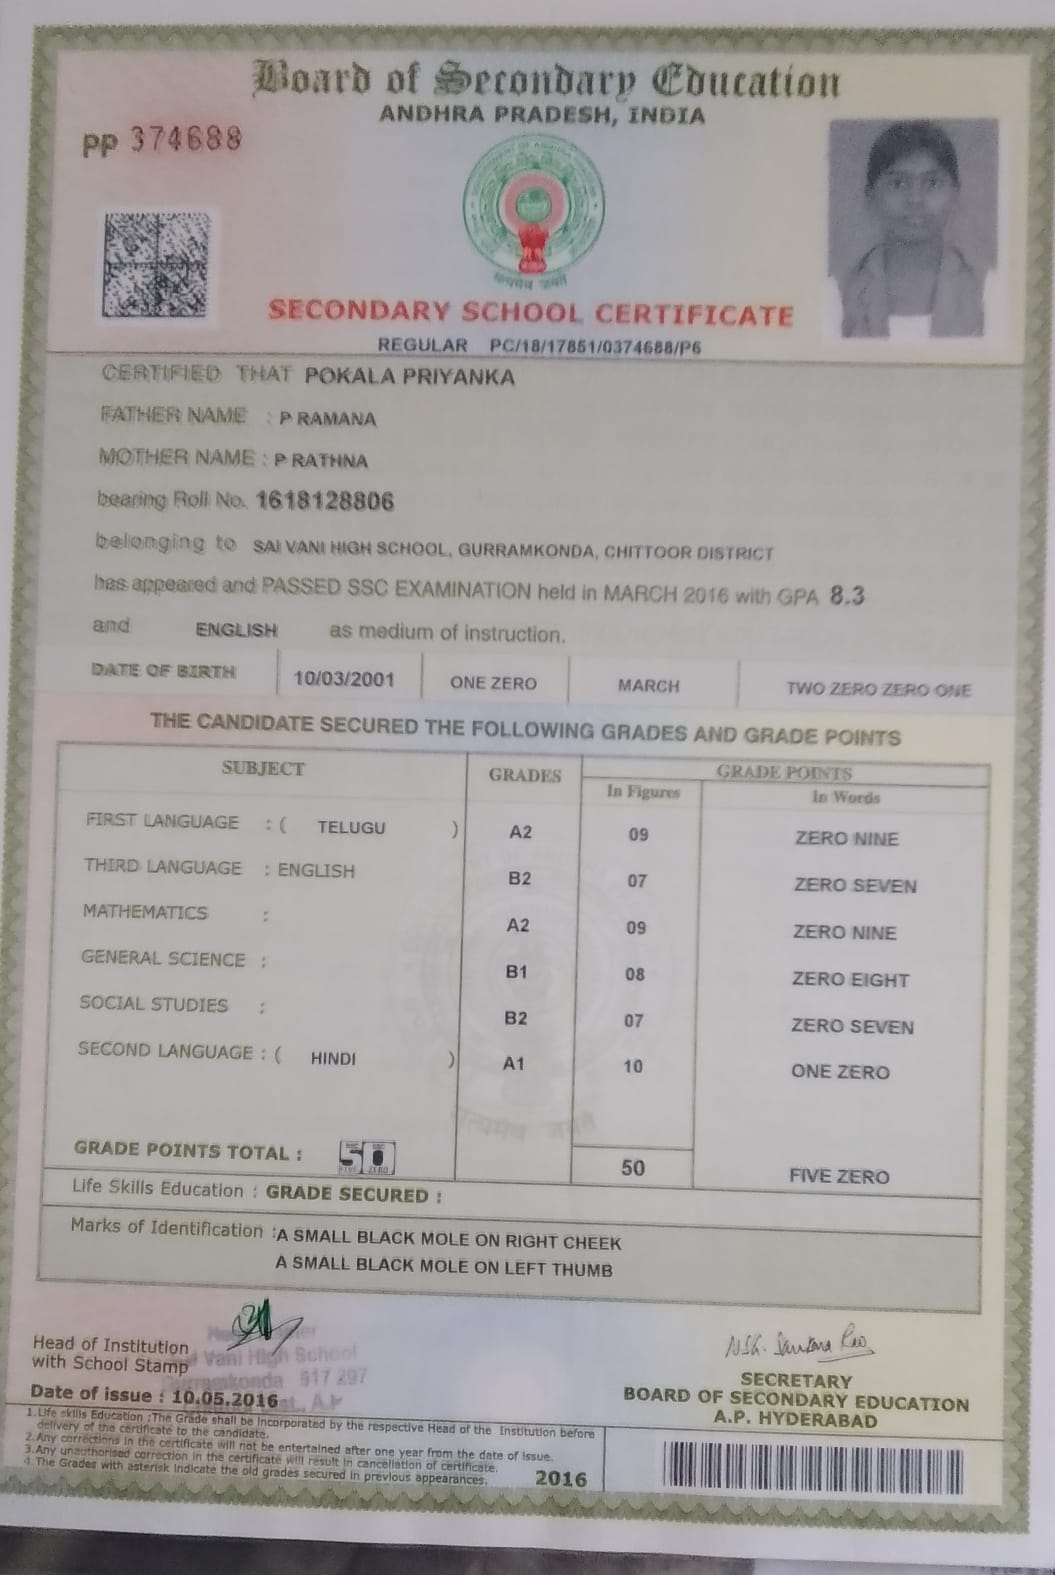 Board of Secondary Education
ANDHRA PRADESH, INDIA
PP 374688
सत्यमेव जयते
SECONDARY SCHOOL CERTIFICATE
REGULAR PC/18/17851/0374688/P6
CERTIFIED THAT POKALA PRIYANKA
FATHER NAME : P RAMANA
MOTHER NAME : P RATHNA
bearing Roll No. 1618128806
belonging to SAI VANI HIGH SCHOOL, GURRAMKONDA, CHITTOOR DISTRICT
has appeared and PASSED SSC EXAMINATION held in MARCH 2016 with GPA 8.3
and ENGLISH as medium of instruction.
DATE OF BIRTH 10/03/2001 ONE ZERO MARCH TWO ZERO ZERO ONE
THE CANDIDATE SECURED THE FOLLOWING GRADES AND GRADE POINTS
SUBJECT GRADES GRADE POINTS
In Figures In Words
FIRST LANGUAGE : ( TELUGU ) A2 09 ZERO NINE
THIRD LANGUAGE : ENGLISH B2 07 ZERO SEVEN
MATHEMATICS : A2 09 ZERO NINE
GENERAL SCIENCE : B1 08 ZERO EIGHT
SOCIAL STUDIES : B2 07 ZERO SEVEN
SECOND LANGUAGE : ( HINDI ) A1 10 ONE ZERO
सत्यमेव जयते
GRADE POINTS TOTAL : 50 50 FIVE ZERO
FIVE ZERO
Life Skills Education : GRADE SECURED :
Marks of Identification : A SMALL BLACK MOLE ON RIGHT CHEEK
A SMALL BLACK MOLE ON LEFT THUMB
Head of Institution
with School Stamp
Vani High School
517 297
Date of issue : 10.05.2016
SECRETARY
BOARD OF SECONDARY EDUCATION
A.P. HYDERABAD
1.Life skills Education :The Grade shall be incorporated by the respective Head of the Institution before
delivery of the certificate to the candidate.
2.Any corrections in the certificate will not be entertained after one year from the date of issue.
3.Any unauthorised correction in the certificate will result in cancellation of certificate.
4.The Grades with asterisk indicate the old grades secured in previous appearances.
2016